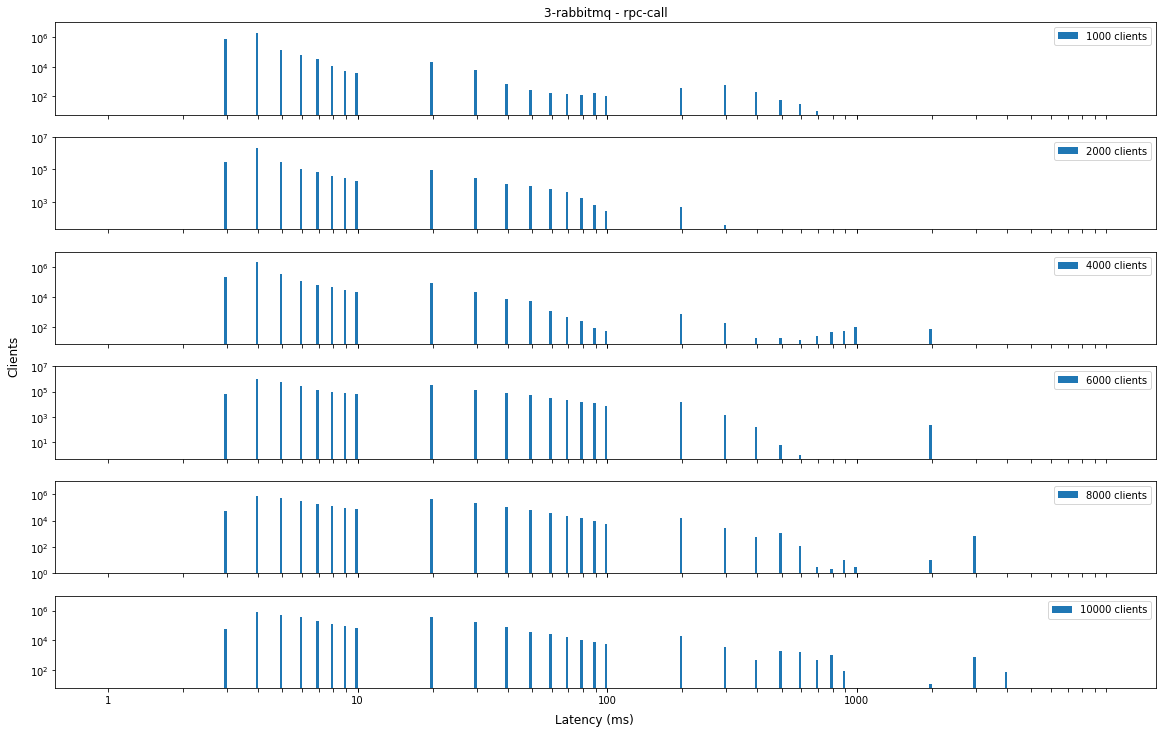 3-rabbitmq - rpc-call
10⁶
10⁴
10²
1000 clients
10⁷
10⁵
10³
2000 clients
10⁶
10⁴
10²
4000 clients
Clients
10⁷
10⁵
10³
10¹
6000 clients
10⁶
10⁴
10²
10⁰
8000 clients
10⁶
10⁴
10²
10000 clients
1 10 100 1000
Latency (ms)